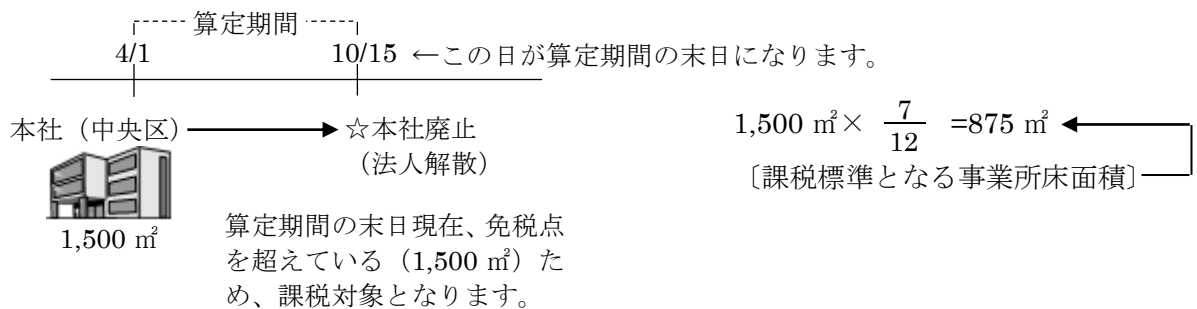 算定期間
4/1 10/15 ←この日が算定期間の末日になります。
本社（中央区） ☆本社廃止
（法人解散）
1,500 ㎡× 7/12 =875 ㎡
〔課税標準となる事業所床面積〕
1,500 ㎡
算定期間の末日現在、免税点
を超えている（1,500 ㎡）た
め、課税対象となります。